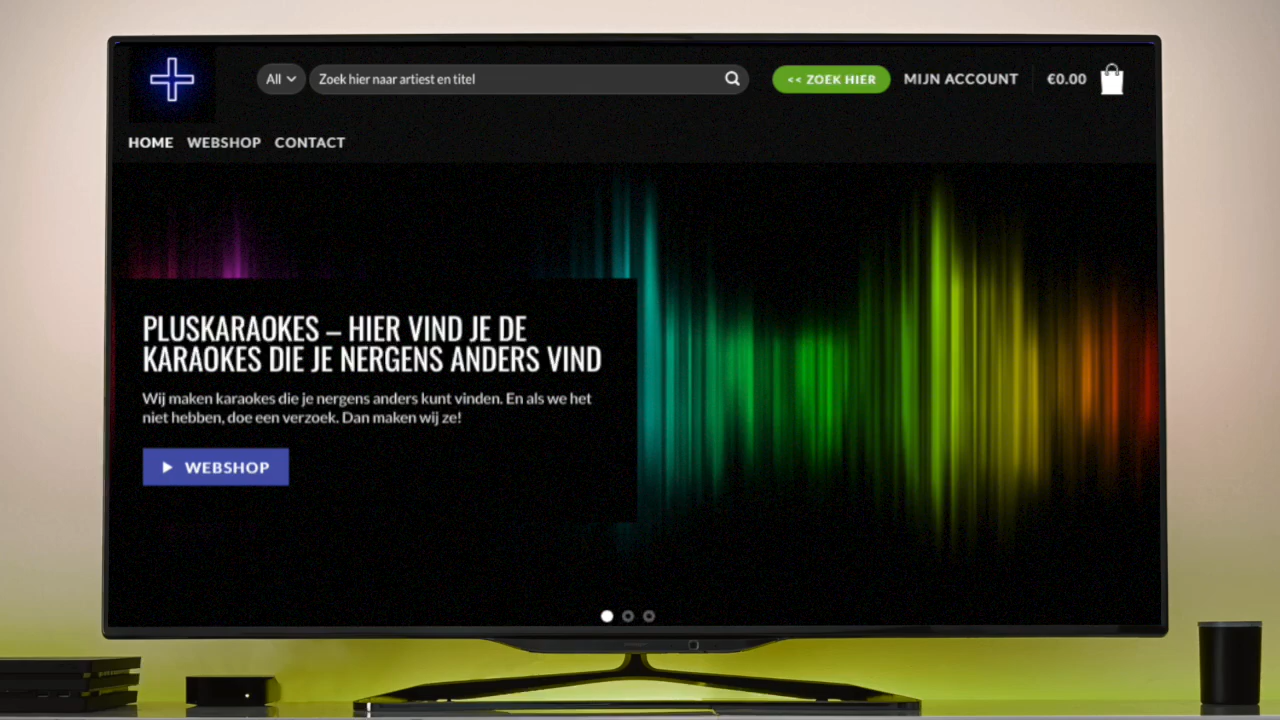 All
Zoek hier naar artiest en titel
<< ZOEK HIER
MIJN ACCOUNT
€0.00
HOME WEBSHOP CONTACT
PLUSKARAOKES – HIER VIND JE DE
KARAOKES DIE JE NERGENS ANDERS VIND
Wij maken karaokes die je nergens anders kunt vinden. En als we het
niet hebben, doe een verzoek. Dan maken wij ze!
WEBSHOP